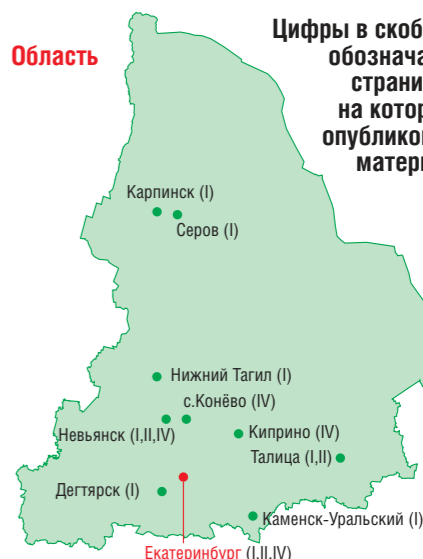 Область
Цифры в скоб
обознача
страни
на котор
опубликов
матер
Карпинск (I)
Серов (I)
Нижний Тагил (I)
с.Конёво (IV)
Невьянск (I,II,IV)
Киприно (IV)
Талица (I,II)
Дегтярск (I)
Каменск-Уральский (I)
Екатеринбург (I,II,IV)